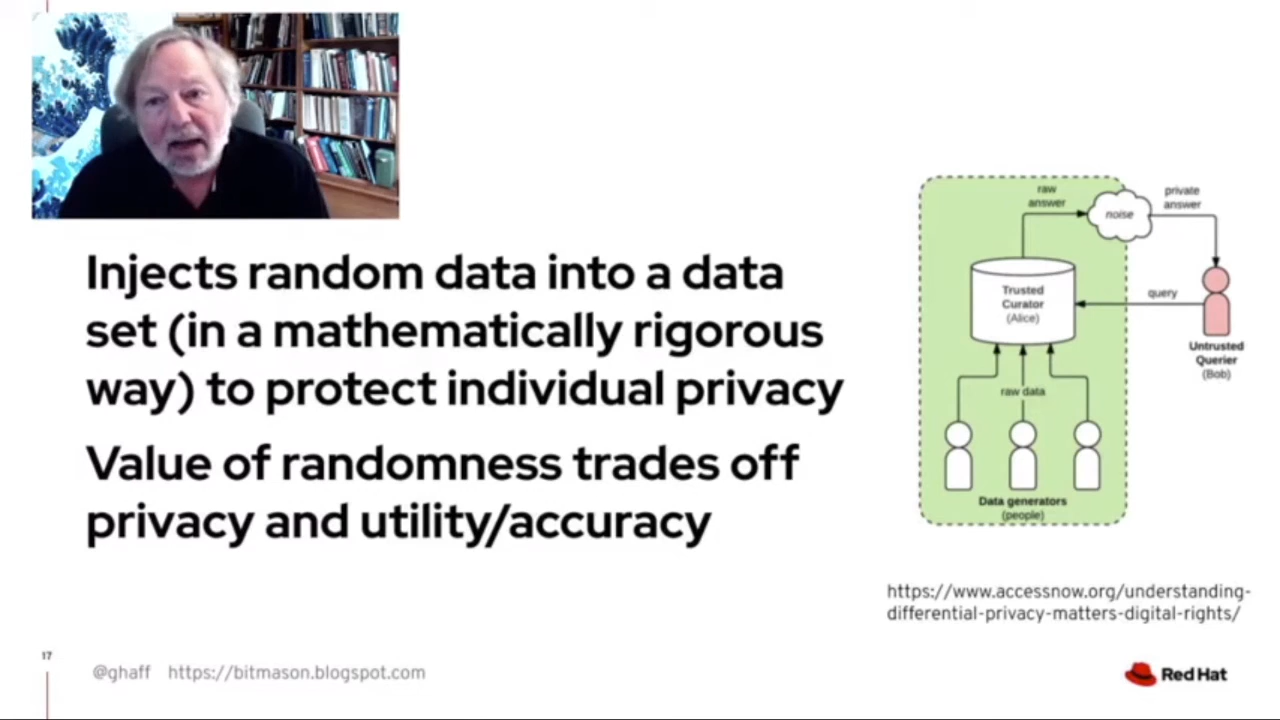 Injects random data into a data
set (in a mathematically rigorous
way) to protect individual privacy
Value of randomness trades off
privacy and utility/accuracy
raw
answer
noise
private
answer
Trusted
Curator
(Alice)
query
Untrusted
Querier
(Bob)
raw data
Data generators
(people)
https://www.accessnow.org/understanding-
differential-privacy-matters-digital-rights/
17
@ghaff https://bitmason.blogspot.com
Red Hat